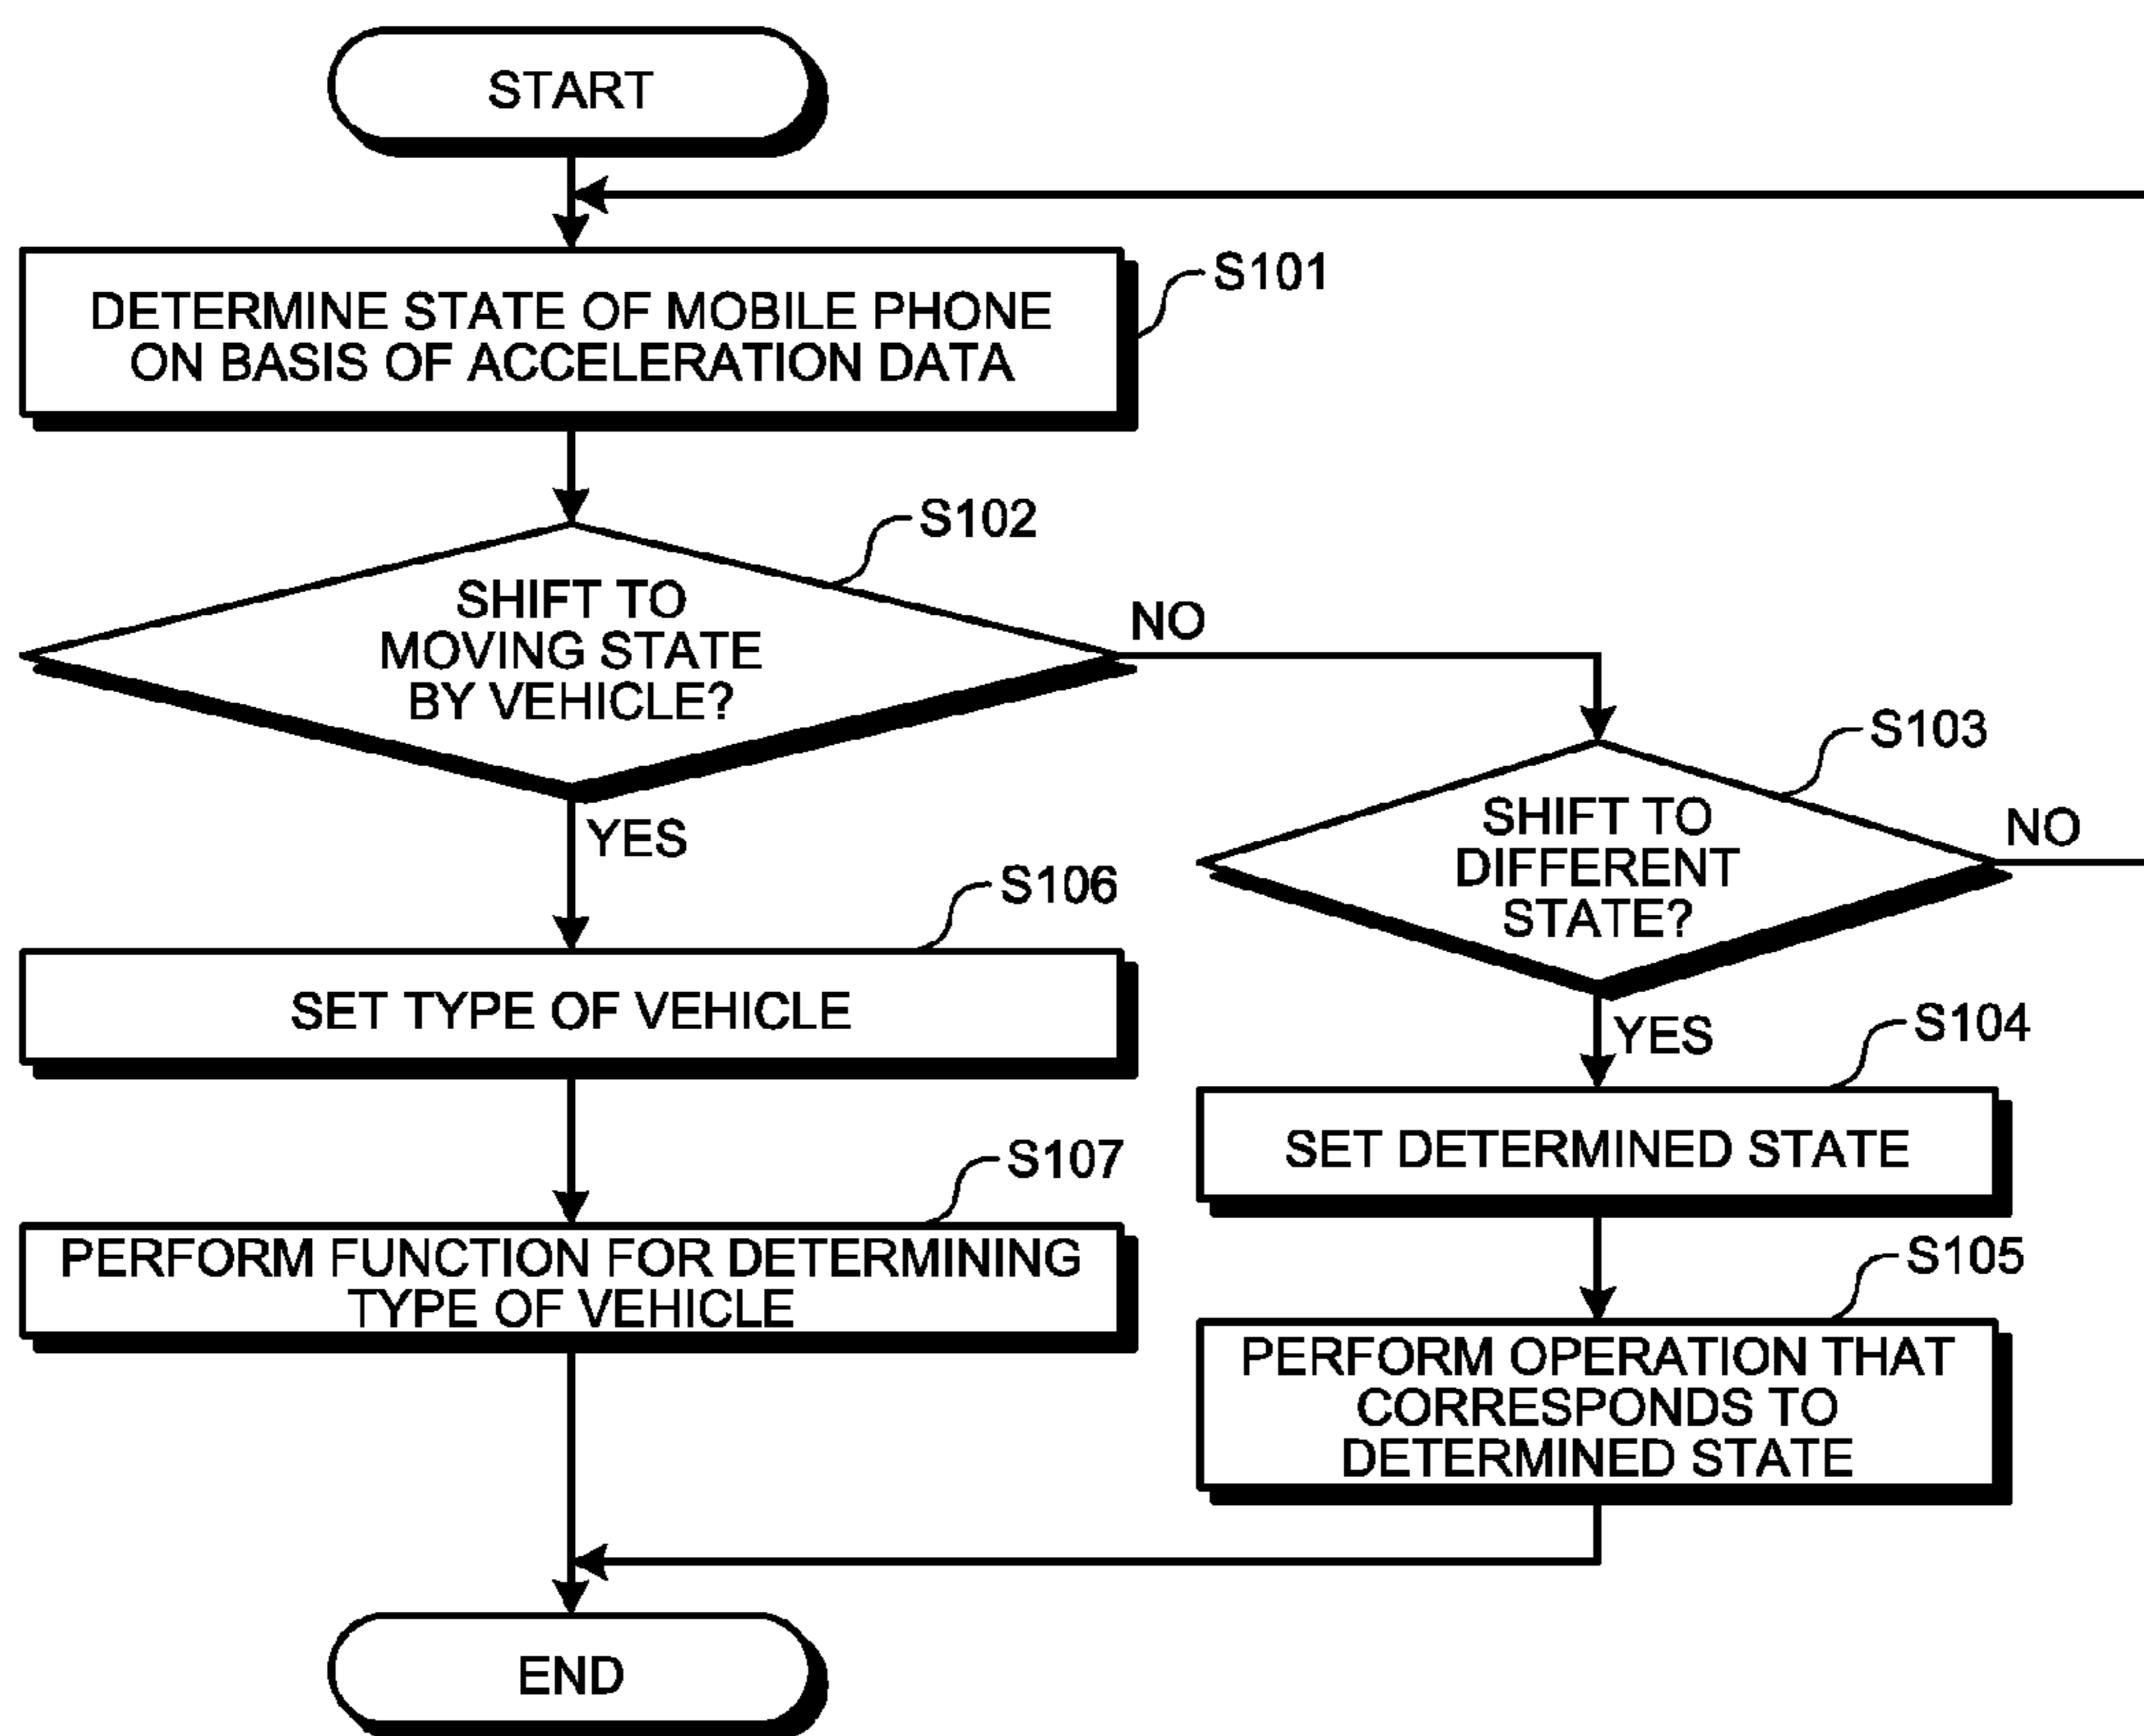 START
S101
DETERMINE STATE OF MOBILE PHONE
ON BASIS OF ACCELERATION DATA
S102
SHIFT TO
MOVING STATE
BY VEHICLE?
NO
YES
S103
SHIFT TO
DIFFERENT
STATE?
NO
YES
S106
SET TYPE OF VEHICLE
S104
SET DETERMINED STATE
S107
PERFORM FUNCTION FOR DETERMINING
TYPE OF VEHICLE
S105
PERFORM OPERATION THAT
CORRESPONDS TO
DETERMINED STATE
END